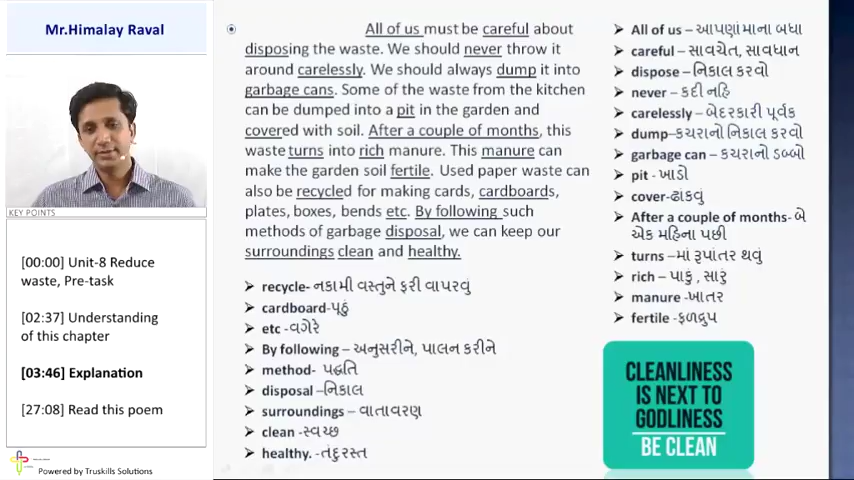 Mr.Himalay Raval
KEY POINTS
[00:00] Unit-8 Reduce
waste, Pre-task
[02:37] Understanding
of this chapter
[03:46] Explanation
[27:08] Read this poem
Powered by Truskills Solutions
All of us must be careful about
disposing the waste. We should never throw it
around carelessly. We should always dump it into
garbage cans. Some of the waste from the kitchen
can be dumped into a pit in the garden and
covered with soil. After a couple of months, this
waste turns into rich manure. This manure can
make the garden soil fertile. Used paper waste can
also be recycled for making cards, cardboards,
plates, boxes, bends etc. By following such
methods of garbage disposal, we can keep our
surroundings clean and healthy.
➢ recycle- નકામી વસ્તુને ફરી વાપરવું
➢ cardboard-પૂઠું
➢ etc -વગેરે
➢ By following – અનુસરીને, પાલન કરીને
➢ method- પદ્ધતિ
➢ disposal –નિકાલ
➢ surroundings – વાતાવરણ
➢ clean -સ્વચ્છ
➢ healthy. -તંદુરસ્ત
➢ All of us – આપણાંમાના બધા
➢ careful – સાવચેત, સાવધાન
➢ dispose –નિકાલ કરવો
➢ never – કદી નહિ
➢ carelessly – બેદરકારી પૂર્વક
➢ dump-કચરાનો નિકાલ કરવો
➢ garbage can – કચરાનો ડબ્બો
➢ pit - ખાડો
➢ cover-ઢાંકવું
➢ After a couple of months- બે
એક મહિના પછી
➢ turns –માં રૂપાંતર થવું
➢ rich – પાકું , સારું
➢ manure -ખાતર
➢ fertile -ફળદ્રુપ
CLEANLINESS
IS NEXT TO
GODLINESS
BE CLEAN